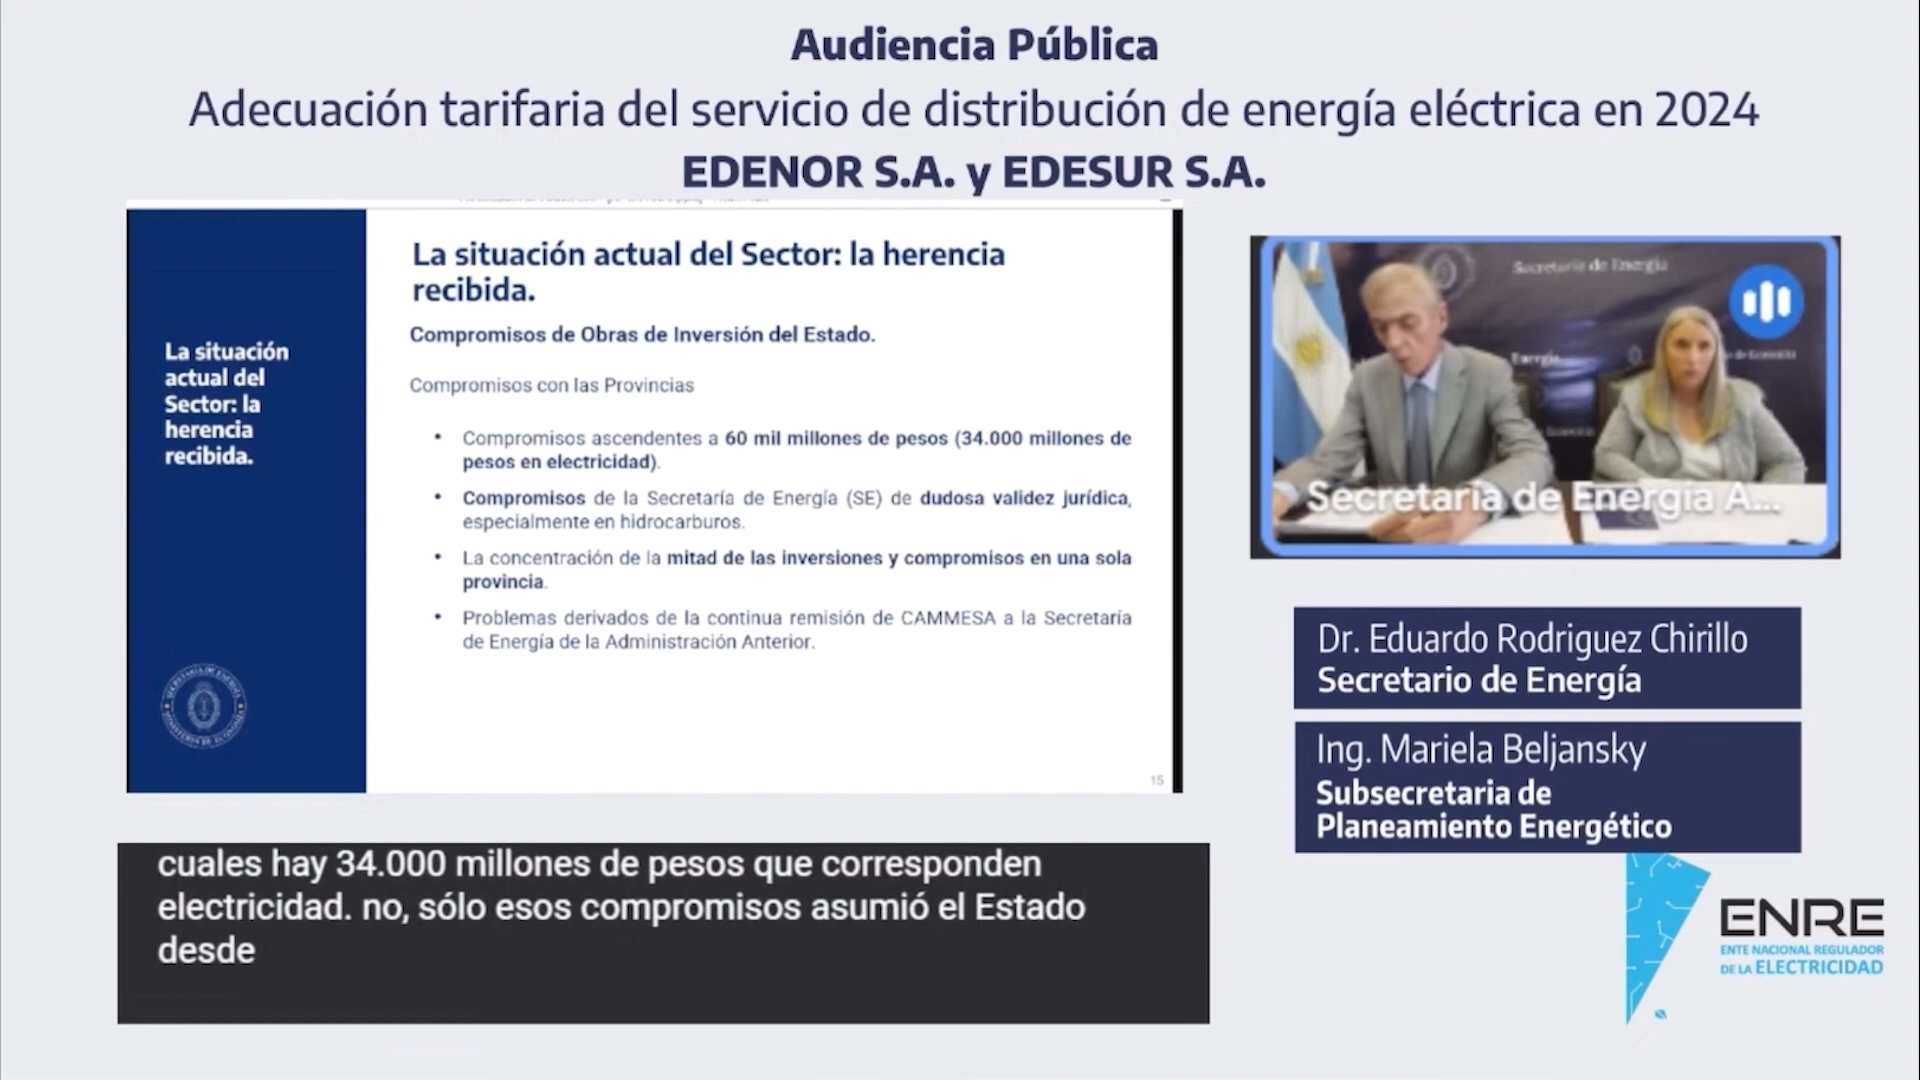 Audiencia Pública
Adecuación tarifaria del servicio de distribución de energía eléctrica en 2024
EDENOR S.A. y EDESUR S.A.
La situación
actual del
Sector: la
herencia
recibida.
La situación actual del Sector: la herencia
recibida.
Compromisos de Obras de Inversión del Estado.
Compromisos con las Provincias
• Compromisos ascendentes a 60 mil millones de pesos (34.000 millones de
pesos en electricidad).
• Compromisos de la Secretaría de Energía (SE) de dudosa validez jurídica,
especialmente en hidrocarburos.
• La concentración de la mitad de las inversiones y compromisos en una sola
provincia.
• Problemas derivados de la continua remisión de CAMMESA a la Secretaría
de Energía de la Administración Anterior.
15
Secretaría de Energía
Energía
de Economía
Secretaría de Energía A...
Dr. Eduardo Rodriguez Chirillo
Secretario de Energía
Ing. Mariela Beljansky
Subsecretaria de
Planeamiento Energético
cuales hay 34.000 millones de pesos que corresponden
electricidad. no, sólo esos compromisos asumió el Estado
desde
ENRE
ENTE NACIONAL REGULADOR
DE LA ELECTRICIDAD